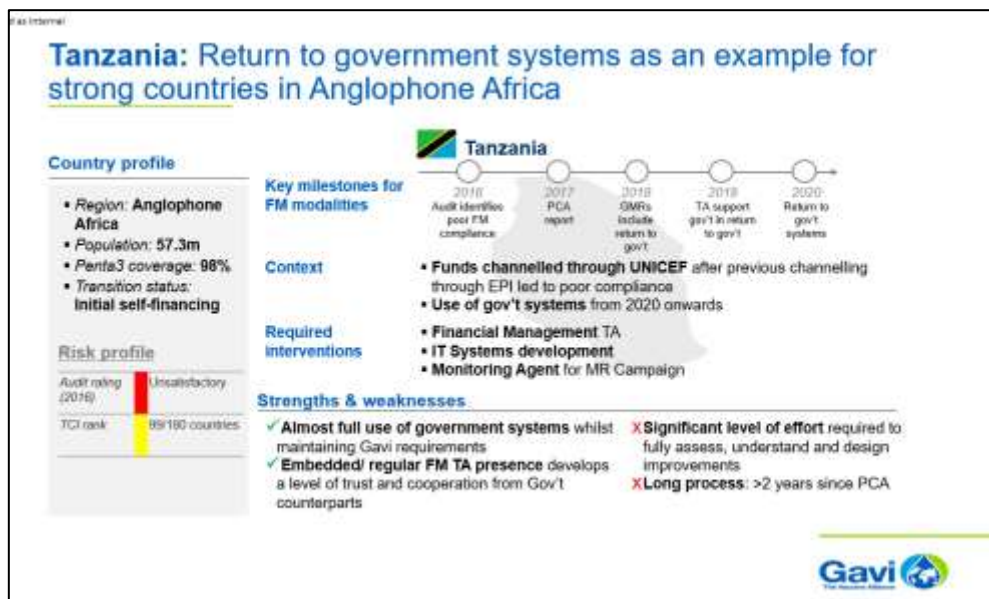 d as Internal
Tanzania: Return to government systems as an example for
strong countries in Anglophone Africa
Country profile
▪ Region: Anglophone
Africa
▪ Population: 57.3m
▪ Penta3 coverage: 98%
▪ Transition status:
Initial self-financing
Risk profile
Audit rating
(2016)
Unsatisfactory
TCI rank
99/180 countries
Tanzania
Key milestones for
FM modalities
2016
Audit identifies
poor FM
compliance
2017
PCA
report
2018
GMRs
include
return to
gov't
2019
TA support
gov't in return
to gov't
2020
Return to
gov't
systems
Context
▪ Funds channelled through UNICEF after previous channelling
through EPI led to poor compliance
▪ Use of gov't systems from 2020 onwards
Required
interventions
▪ Financial Management TA
▪ IT Systems development
▪ Monitoring Agent for MR Campaign
Strengths & weaknesses
✓Almost full use of government systems whilst
maintaining Gavi requirements
✓Embedded/ regular FM TA presence develops
a level of trust and cooperation from Gov't
counterparts
XSignificant level of effort required to
fully assess, understand and design
improvements
XLong process: >2 years since PCA
Gavi
The Vaccine Alliance